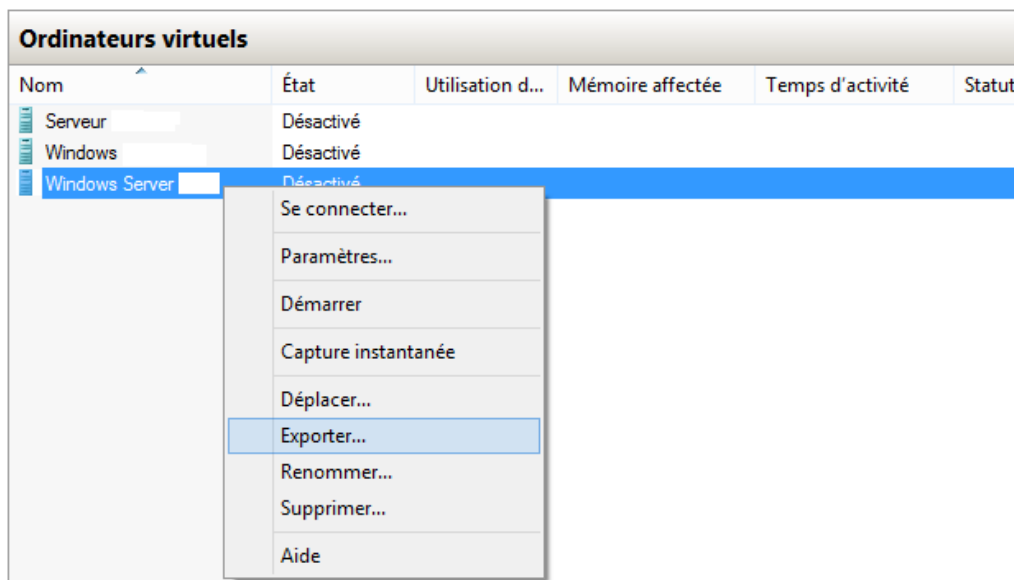 Ordinateurs virtuels
Nom État Utilisation d... Mémoire affectée Temps d'activité Statut
Serveur Désactivé
Windows Désactivé
Windows Server Désactivé
Se connecter...
Paramètres...
Démarrer
Capture instantanée
Déplacer...
Exporter...
Renommer...
Supprimer...
Aide